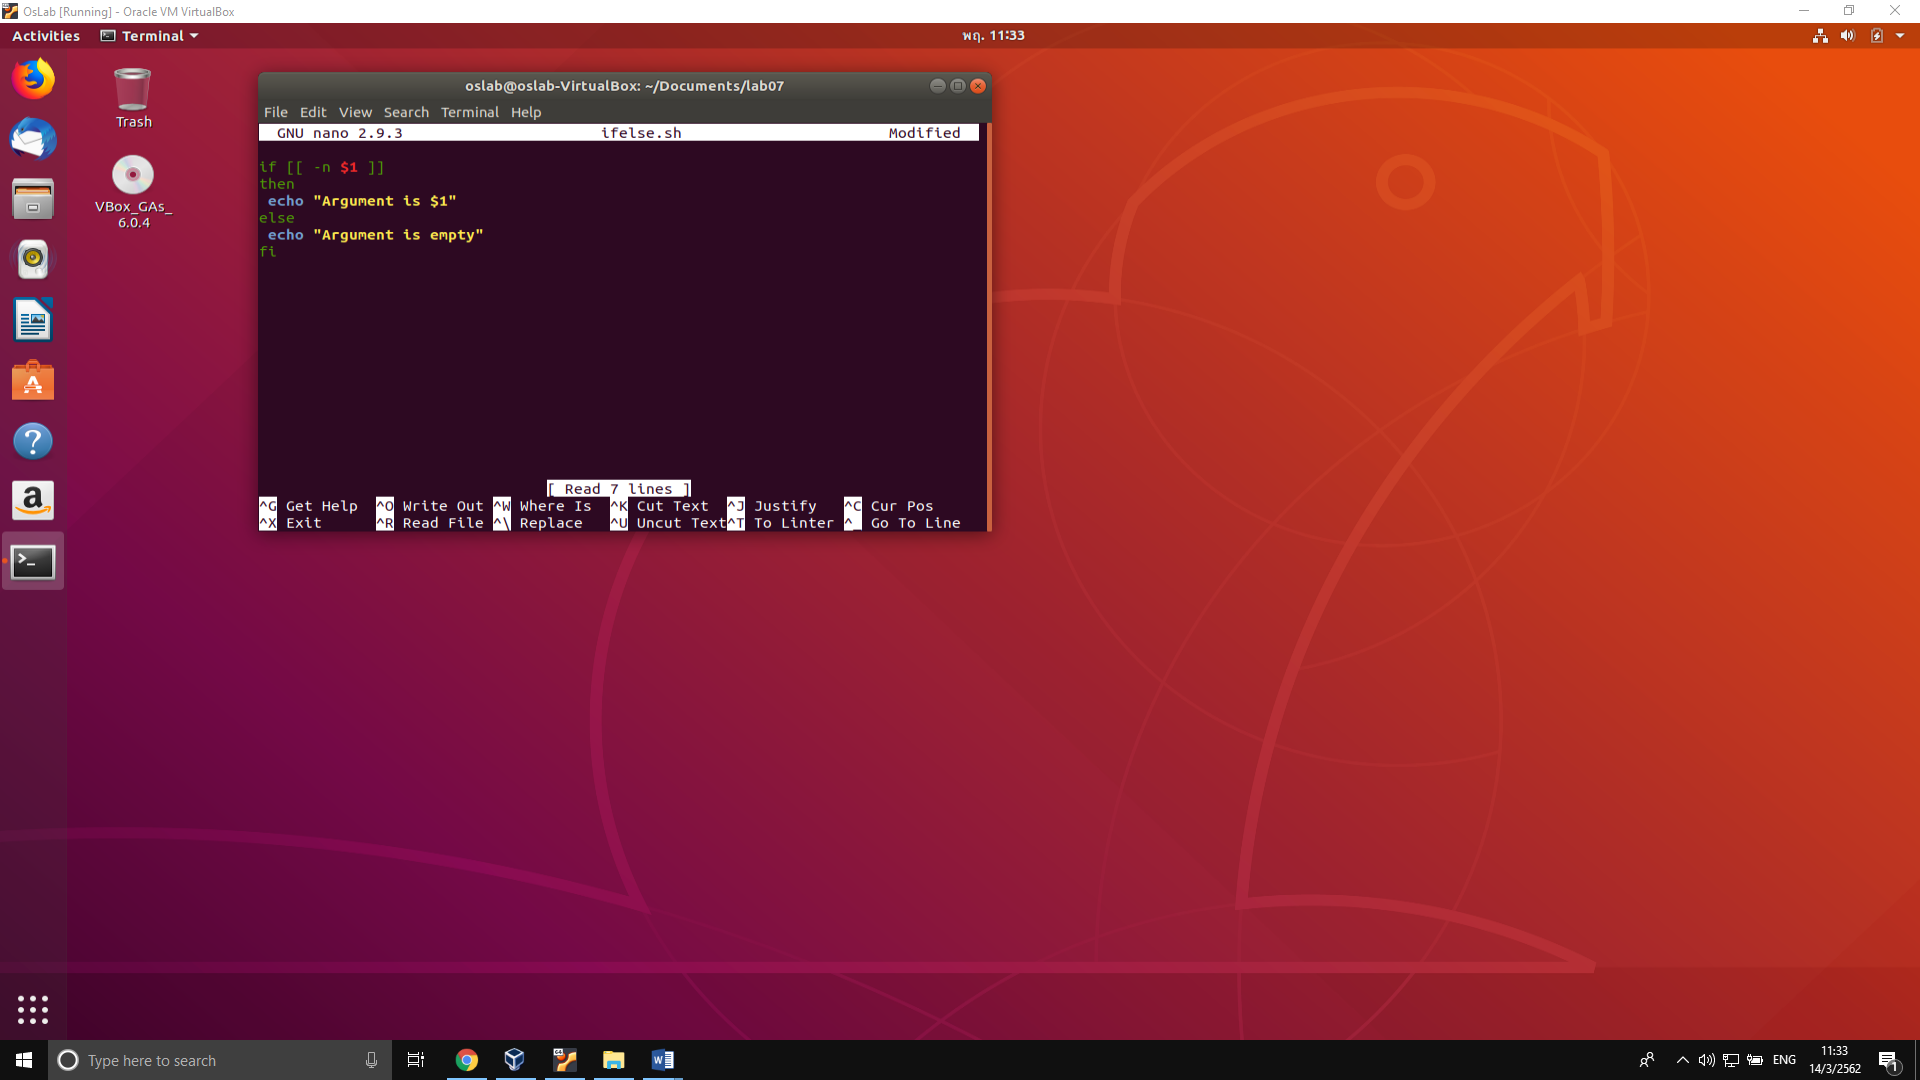 OsLab [Running] - Oracle VM VirtualBox
Activities
Terminal
พฤ. 11:33
Trash
VBox_GAs_
6.0.4
oslab@oslab-VirtualBox: ~/Documents/lab07
File Edit View Search Terminal Help
GNU nano 2.9.3 ifelse.sh Modified
if [[ -n $1 ]]
then
echo "Argument is $1"
else
echo "Argument is empty"
fi
[ Read 7 lines ]
^G Get Help ^O Write Out ^W Where Is ^K Cut Text ^J Justify ^C Cur Pos
^X Exit ^R Read File ^\ Replace ^U Uncut Text ^T To Linter ^_ Go To Line
Type here to search
ENG
11:33
14/3/2562
1